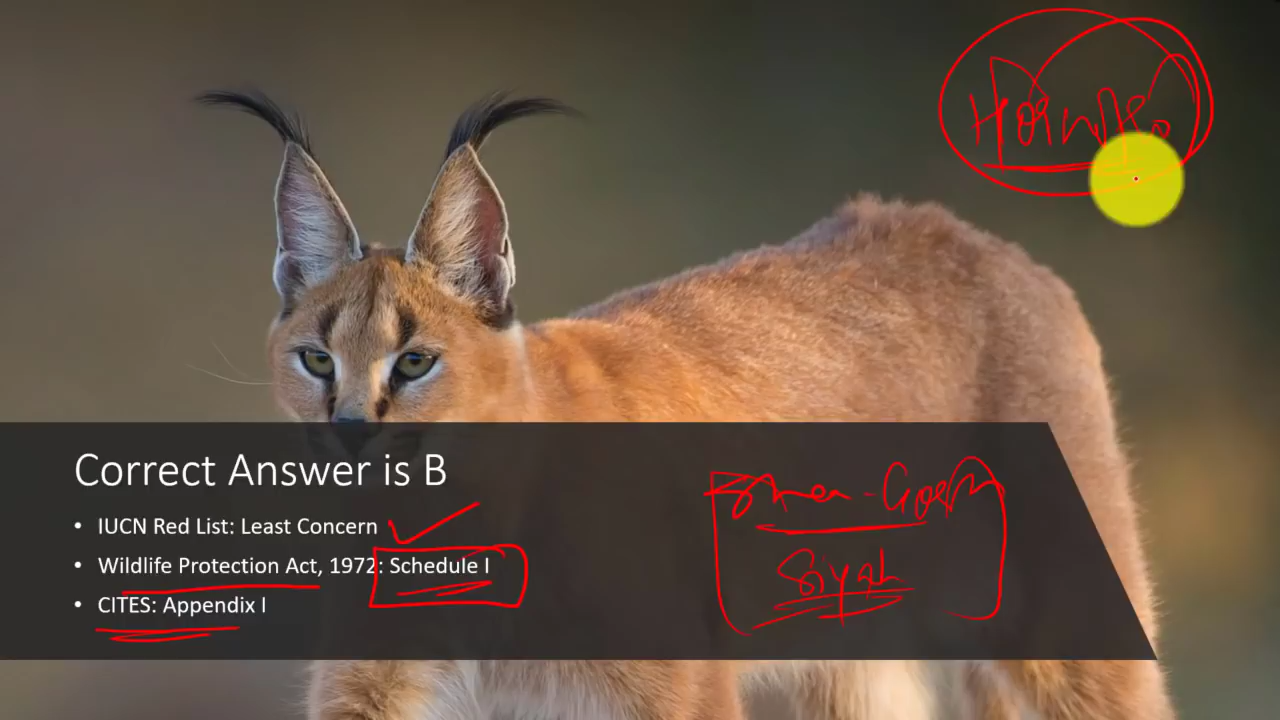 Correct Answer is B
• IUCN Red List: Least Concern
• Wildlife Protection Act, 1972: Schedule I
• CITES: Appendix I
Siyah